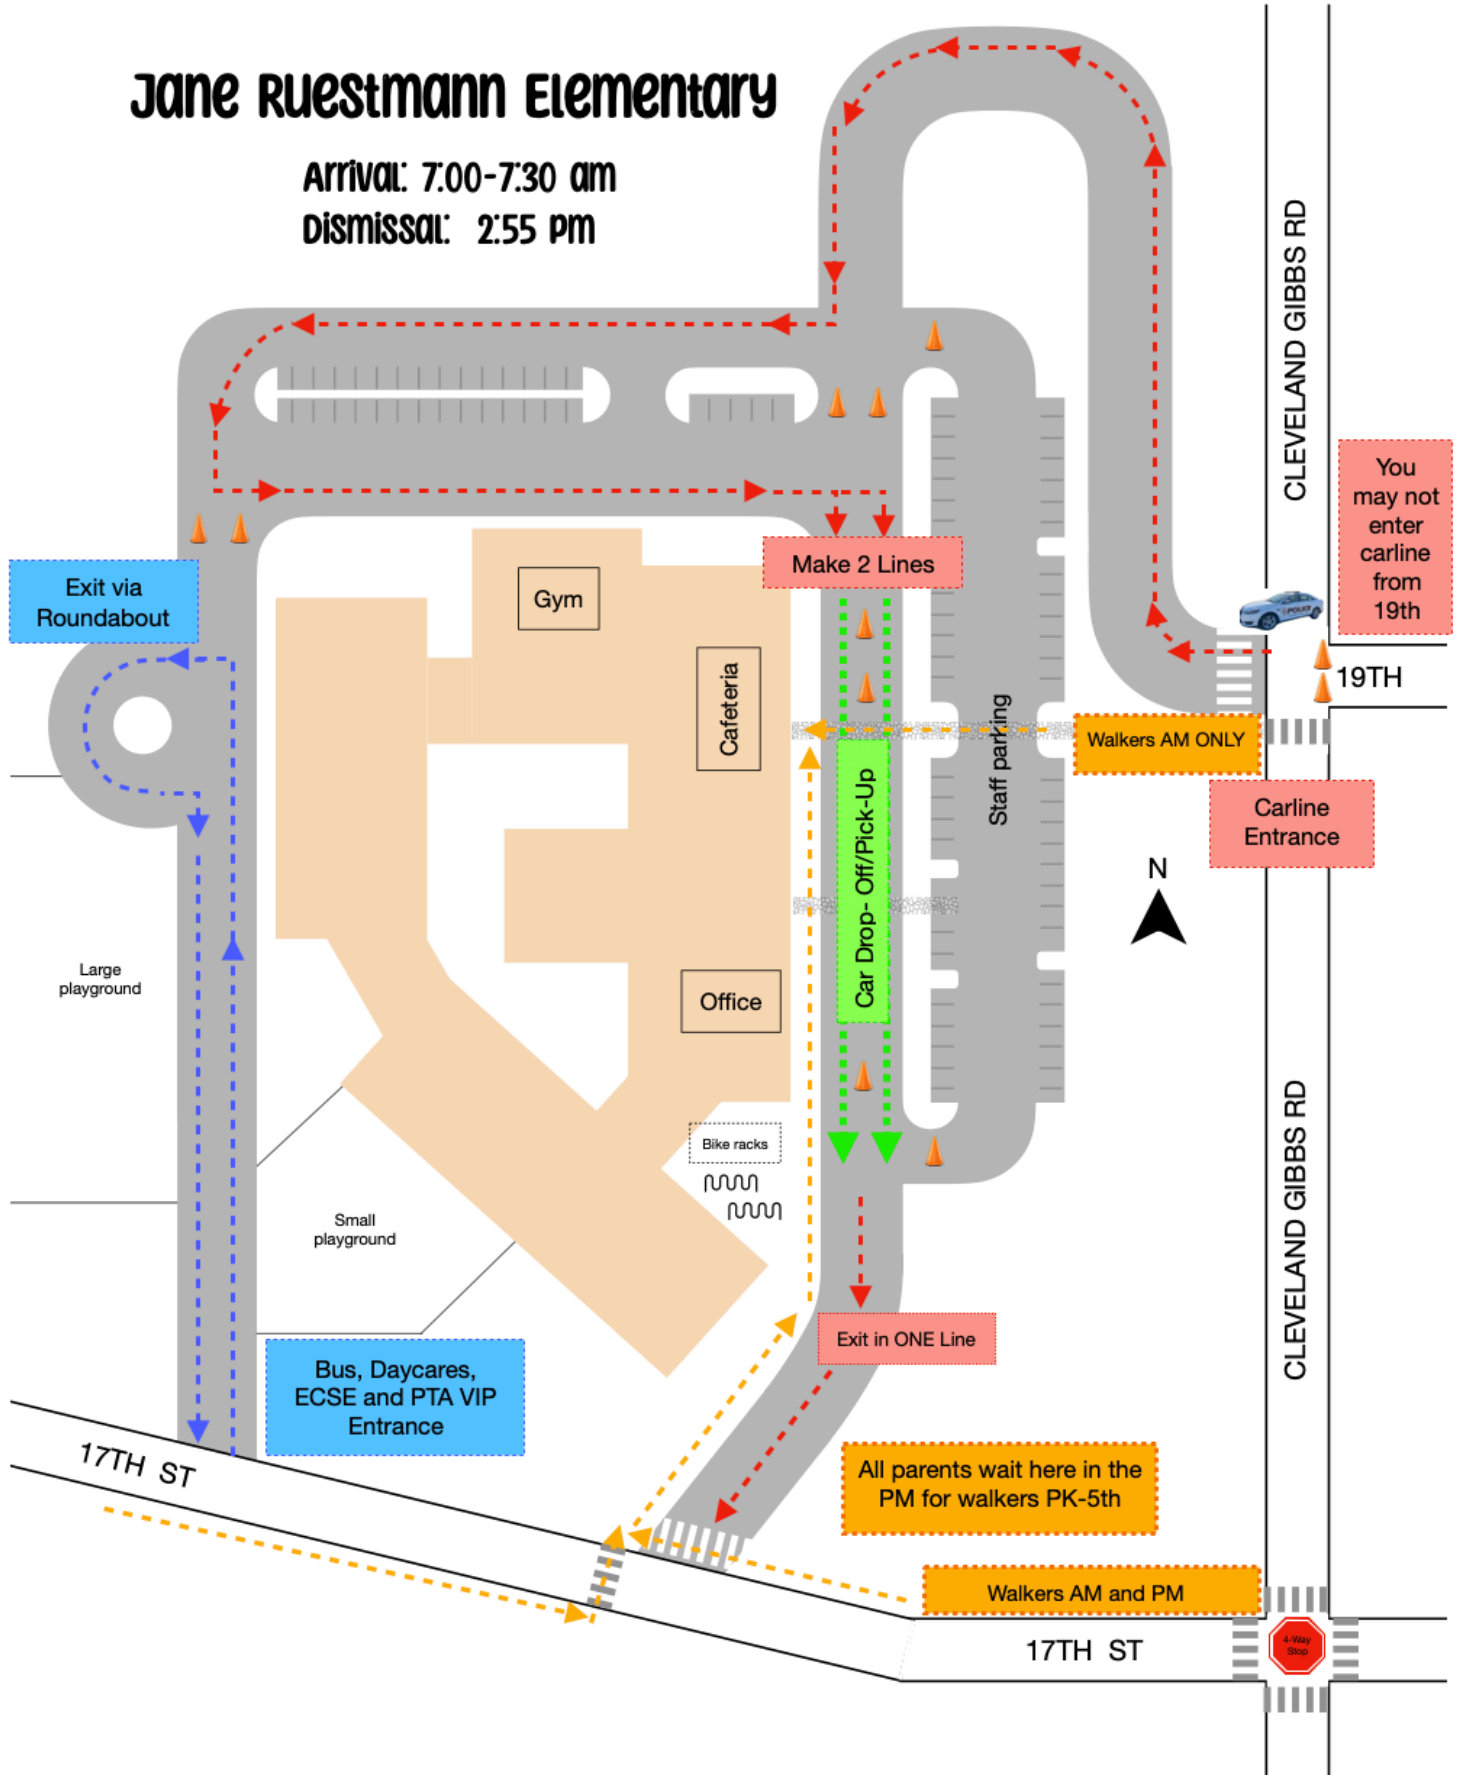 Jane Ruestmann Elementary
Arrival: 7:00-7:30 am
Dismissal: 2:55 pm
CLEVELAND GIBBS RD
You
may not
enter
carline
from
19th
Exit via
Roundabout
Gym
Make 2 Lines
POLICE
Cafeteria
19TH
Staff parking
Walkers AM ONLY
Car Drop- Off/Pick-Up
Carline
Entrance
N
Large
playground
Office
CLEVELAND GIBBS RD
Bike racks
Small
playground
Exit in ONE Line
Bus, Daycares,
ECSE and PTA VIP
Entrance
17TH ST
All parents wait here in the
PM for walkers PK-5th
Walkers AM and PM
17TH ST
4-Way
Stop